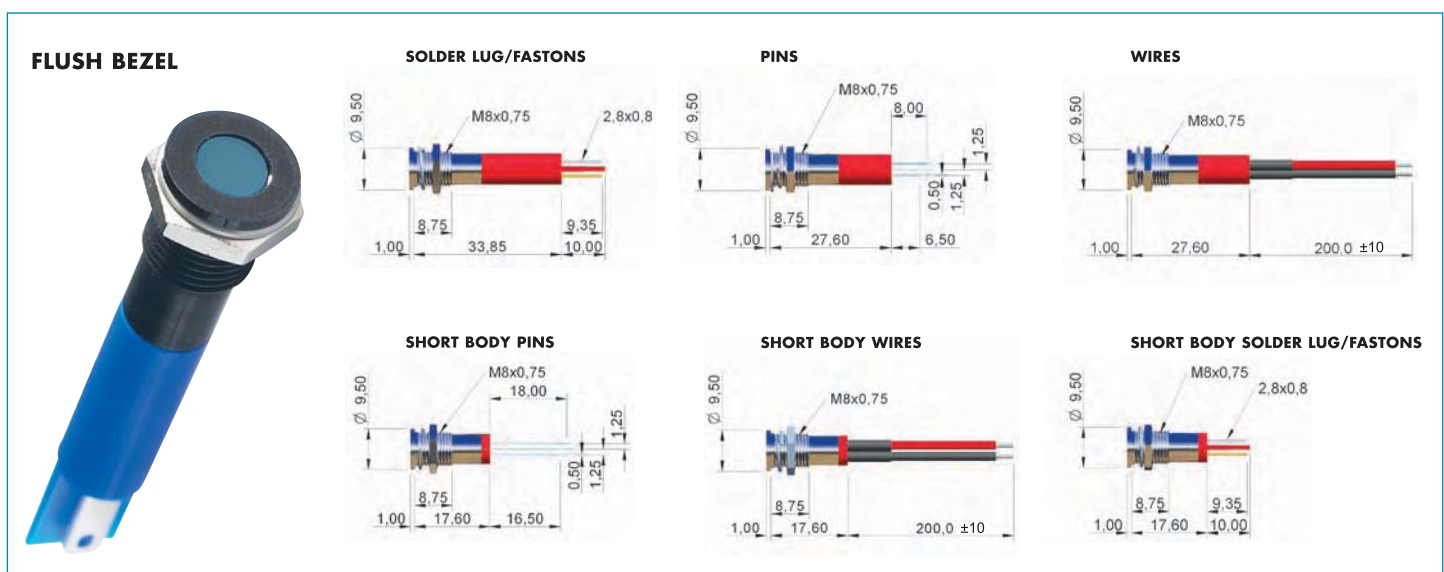 FLUSH BEZEL
SOLDER LUG/FASTONS
Ø 9,50
M8x0,75
2,8x0,8
8,75
9,35
1,00
33,85
10,00
PINS
Ø 9,50
M8x0,75
8,00
1,25
0,50
1,25
8,75
1,00
27,60
6,50
WIRES
Ø 9,50
M8x0,75
8,75
1,00
27,60
200,0 ±10
SHORT BODY PINS
Ø 9,50
M8x0,75
18,00
1,25
0,50
1,25
8,75
1,00
17,60
16,50
SHORT BODY WIRES
Ø 9,50
M8x0,75
8,75
1,00
17,60
200,0 ±10
SHORT BODY SOLDER LUG/FASTONS
Ø 9,50
M8x0,75
2,8x0,8
8,75
9,35
1,00
17,60
10,00